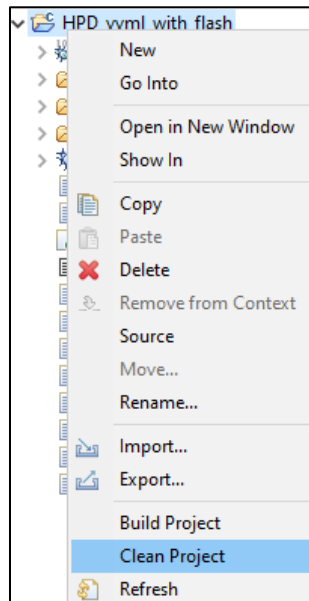 HPD_vvml_with_flash
New
Go Into
Open in New Window
Show In
Copy
Paste
Delete
Remove from Context
Source
Move...
Rename...
Import...
Export...
Build Project
Clean Project
Refresh